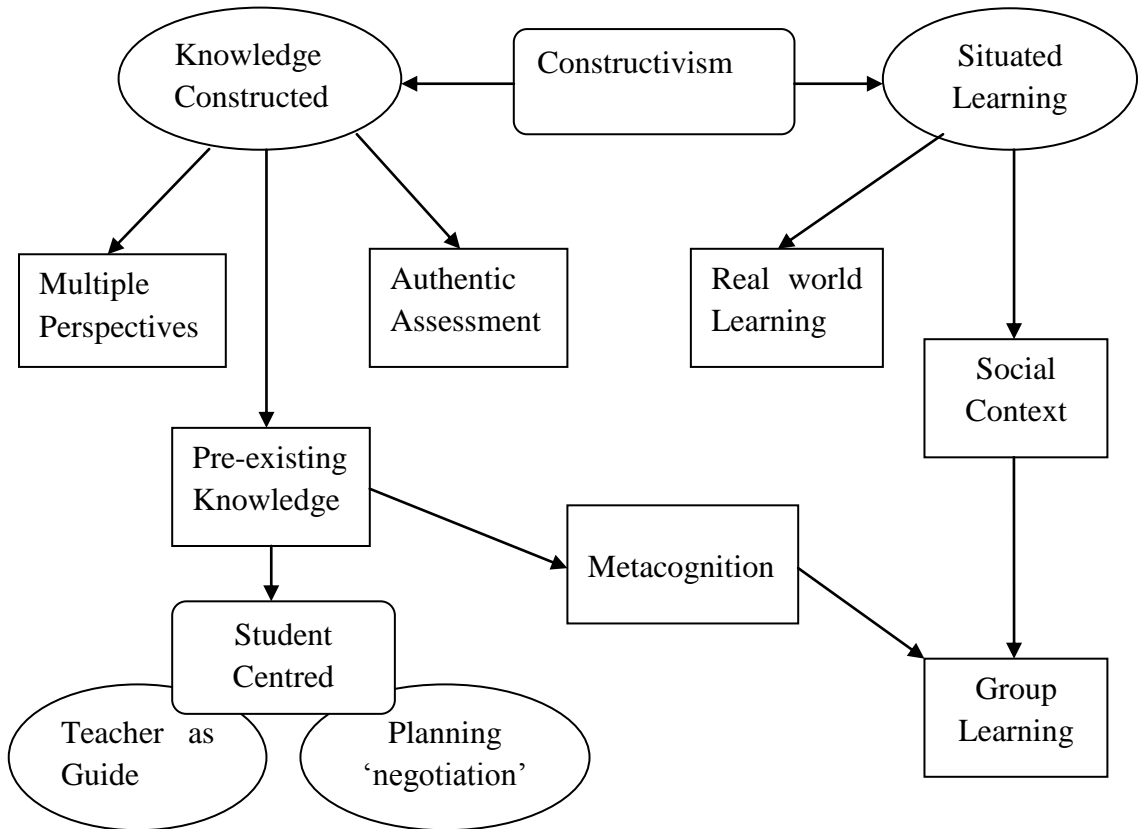 Knowledge
Constructed
Constructivism
Situated
Learning
Multiple
Perspectives
Authentic
Assessment
Real world
Learning
Social
Context
Pre-existing
Knowledge
Metacognition
Student
Centred
Group
Learning
Teacher as
Guide
Planning
‘negotiation’